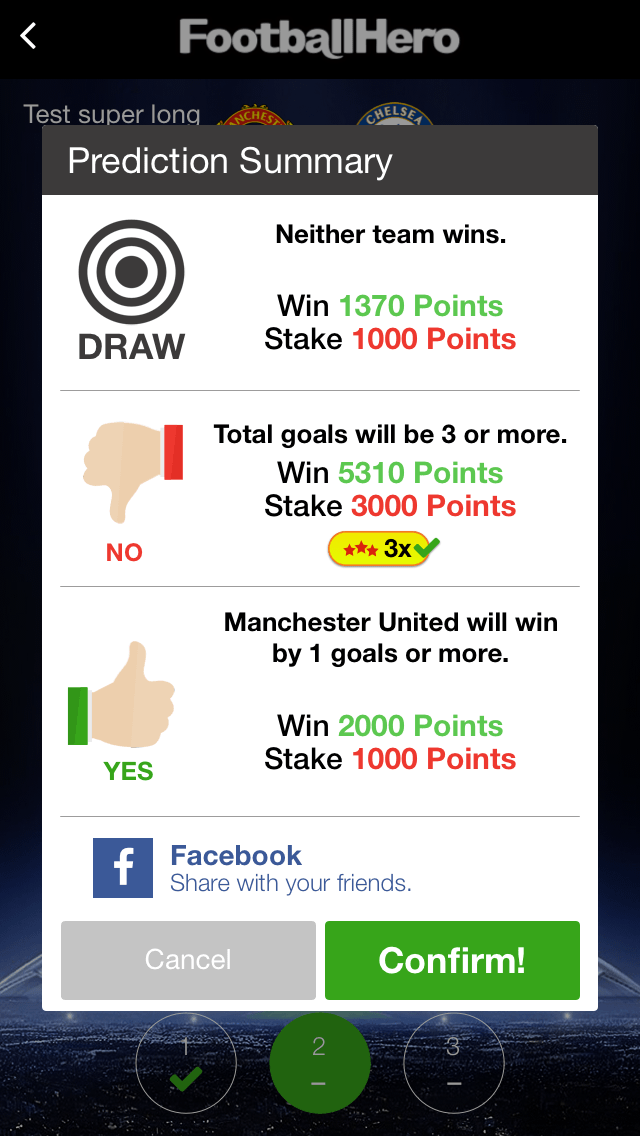 FootballHero
Test super long
MANCHEST
CHELSEA
Prediction Summary
Neither team wins.
Win 1370 Points
Stake 1000 Points
DRAW
Total goals will be 3 or more.
Win 5310 Points
Stake 3000 Points
NO
3x
Manchester United will win
by 1 goals or more.
Win 2000 Points
Stake 1000 Points
YES
f
Facebook
Share with your friends.
Cancel
Confirm!
1
2
3